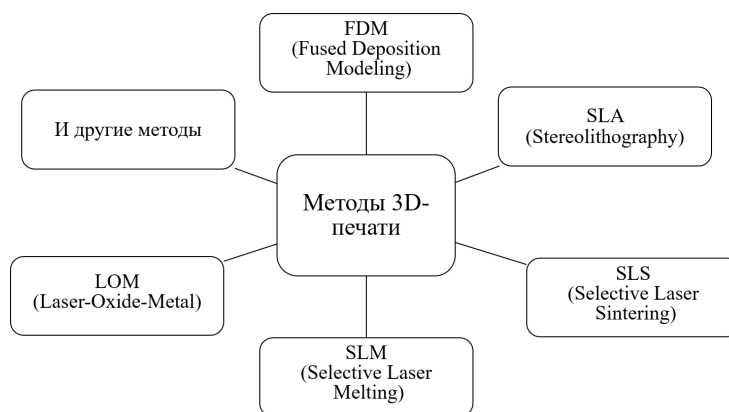 FDM
(Fused Deposition
Modeling)
И другие методы
SLA
(Stereolithography)
Методы 3D-
печати
LOM
(Laser-Oxide-Metal)
SLS
(Selective Laser
Sintering)
SLM
(Selective Laser
Melting)